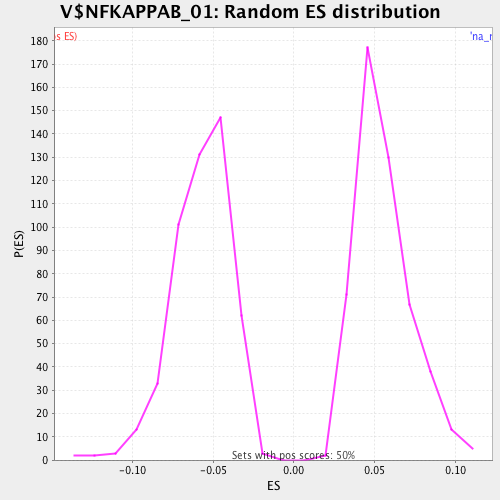 V$NFKAPPAB_01: Random ES distribution
s ES)
'na_r
180
170
160
150
140
130
120
110
100
90
80
70
60
50
40
30
20
10
0
P(ES)
Sets with pos scores: 50%
-0.10 -0.05 0.00 0.05 0.10
ES